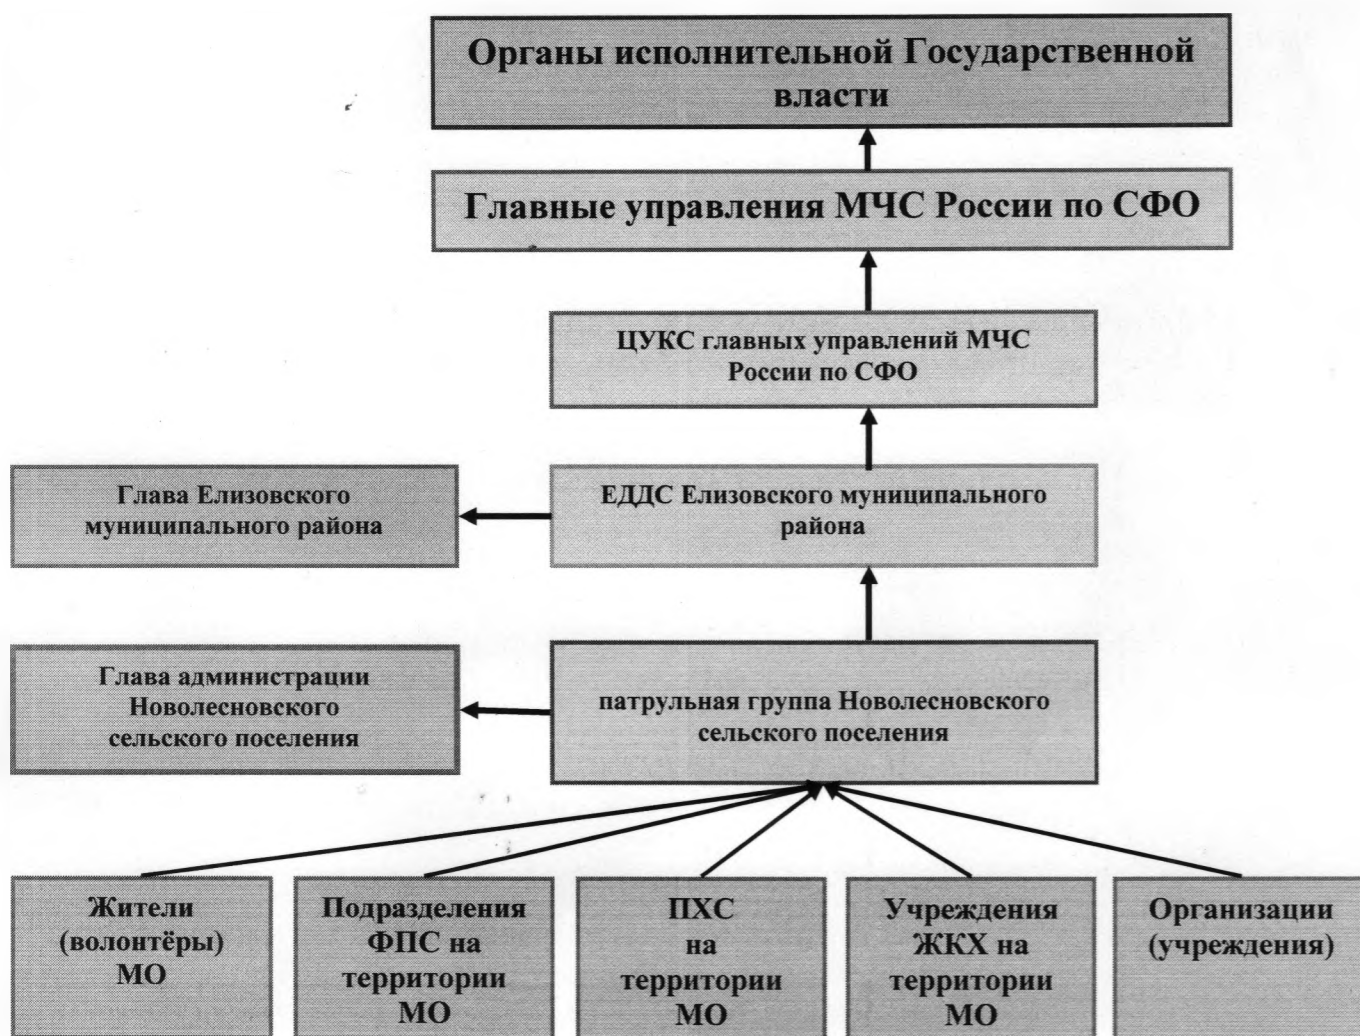 Органы исполнительной Государственной
власти
Главные управления МЧС России по СФО
ЦУКС главных управлений МЧС
России по СФО
Глава Елизовского
муниципального района
ЕДДС Елизовского муниципального
района
Глава администрации
Новолесновского
сельского поселения
патрульная группа Новолесновского
сельского поселения
Жители
(волонтёры)
МО
Подразделения
ФПС на
территории
МО
ПХС
на
территории
МО
Учреждения
ЖКХ на
территории
МО
Организации
(учреждения)